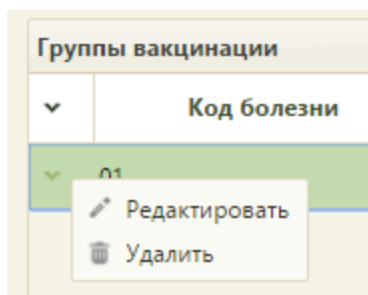 Группы вакцинации
Код болезни
01
Редактировать
Удалить